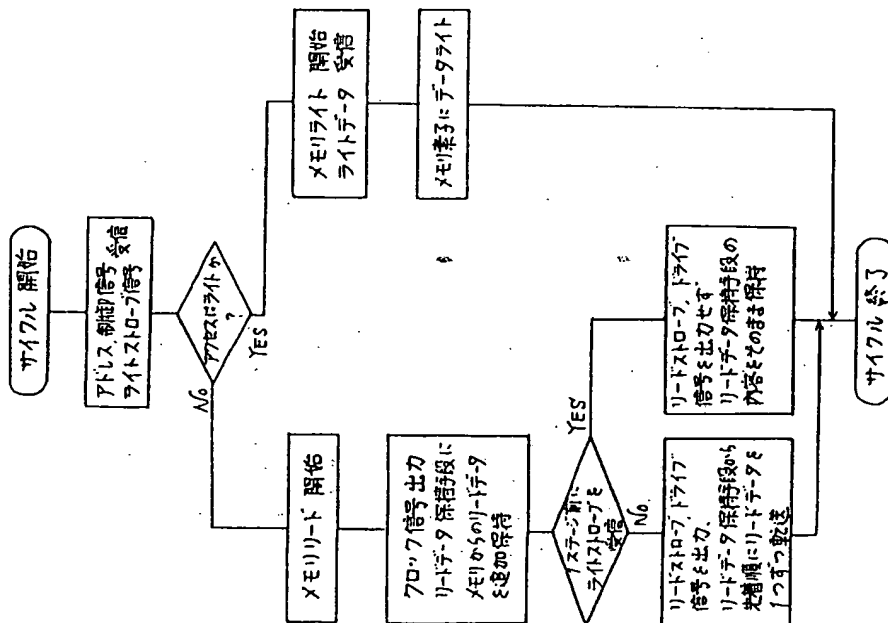 サイクル 開始
アドレス, 制御信号 受信
ライトストローブ信号
アクセスはライトか
?
No
YES
メモリリード 開始
メモリライト 開始
ライトデータ 受信
クロック信号出力
リードデータ保持手段に
メモリからのリードデータ
を追加保持
メモリ素子にデータライト
1ステージ前に
ライトストローブを
受信
YES
No
リードストローブ, ドライブ
信号を出力、
リードデータ保持手段から
先着順にリードデータを
1つずつ転送
リードストローブ, ドライブ
信号を出力せず
リードデータ保持手段の
内容をそのまま保持
サイクル 終了